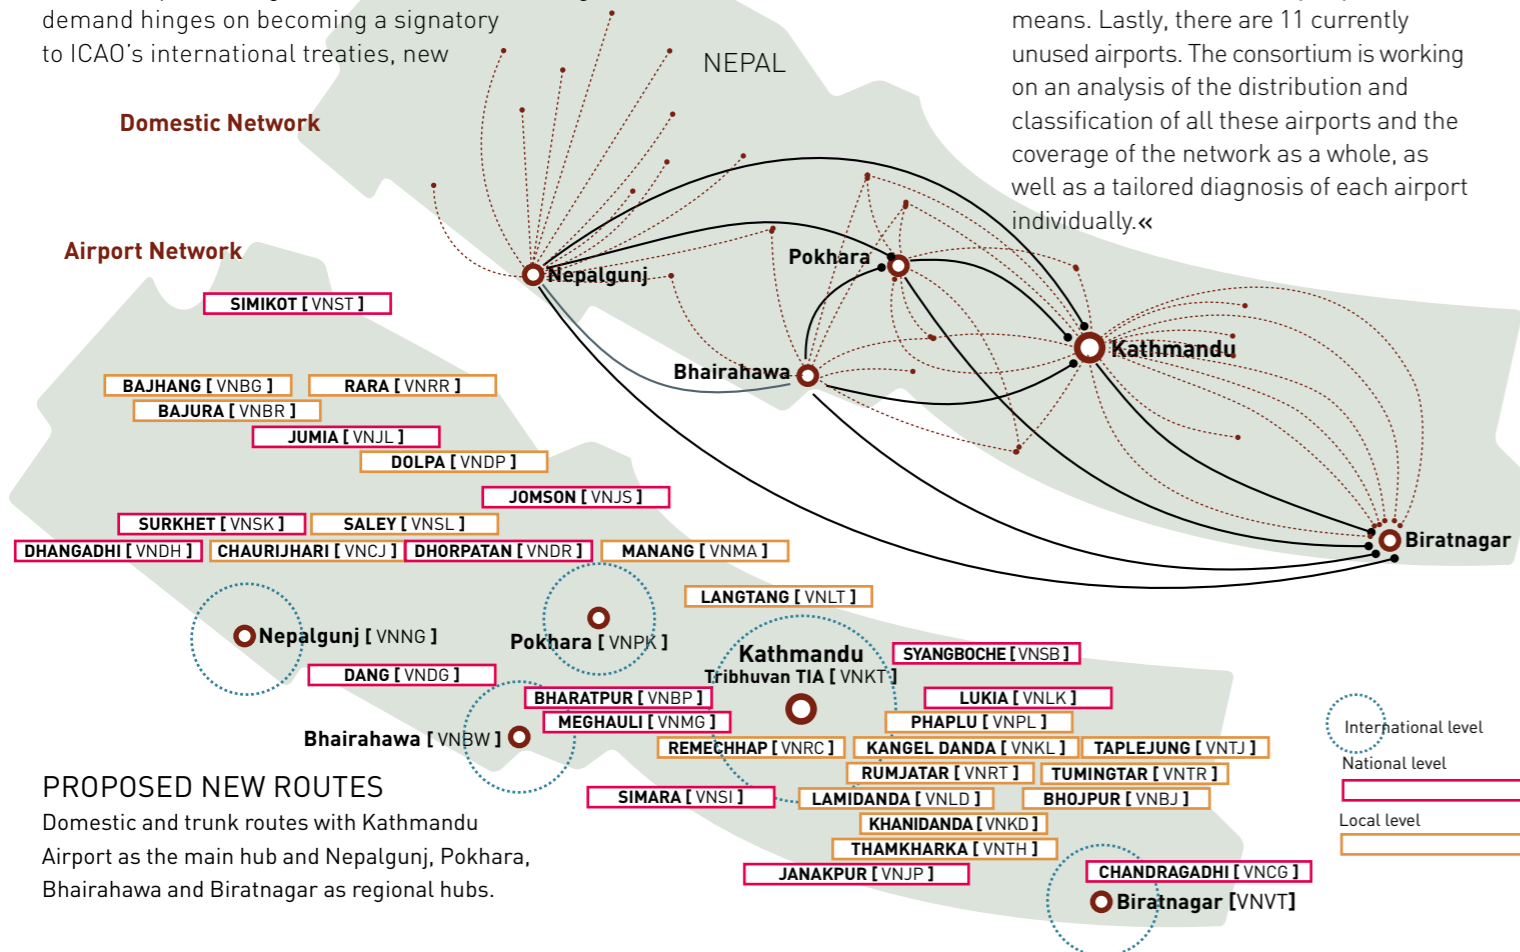 demand hinges on becoming a signatory
to ICAO's international treaties, new
means. Lastly, there are 11 currently
unused airports. The consortium is working
on an analysis of the distribution and
classification of all these airports and the
coverage of the network as a whole, as
well as a tailored diagnosis of each airport
individually.«
NEPAL
Domestic Network
Nepalgunj
Pokhara
Bhairahawa
Kathmandu
Biratnagar
Airport Network
SIMIKOT [ VNST ]
BAJHANG [ VNBG ]
RARA [ VNRR ]
BAJURA [ VNBR ]
JUMIA [ VNJL ]
DOLPA [ VNDP ]
JOMSON [ VNJS ]
SURKHET [ VNSK ]
SALEY [ VNSL ]
DHANGADHI [ VNDH ]
CHAURIJHARI [ VNCJ ]
DHORPATAN [ VNDR ]
MANANG [ VNMA ]
LANGTANG [ VNLT ]
Nepalgunj [ VNNG ]
Pokhara [ VNPK ]
Kathmandu
Tribhuvan TIA [ VNKT ]
SYANGBOCHE [ VNSB ]
DANG [ VNDG ]
BHARATPUR [ VNBP ]
LUKIA [ VNLK ]
MEGHAULI [ VNMG ]
PHAPLU [ VNPL ]
Bhairahawa [ VNBW ]
REMECHHAP [ VNRC ]
KANGEL DANDA [ VNKL ]
TAPLEJUNG [ VNTJ ]
RUMJATAR [ VNRT ]
TUMINGTAR [ VNTR ]
SIMARA [ VNSI ]
LAMIDANDA [ VNLD ]
BHOJPUR [ VNBJ ]
KHANIDANDA [ VNKD ]
THAMKHARKA [ VNTH ]
JANAKPUR [ VNJP ]
CHANDRAGADHI [ VNCG ]
Biratnagar [VNVT]
International level
National level
Local level
PROPOSED NEW ROUTES
Domestic and trunk routes with Kathmandu
Airport as the main hub and Nepalgunj, Pokhara,
Bhairahawa and Biratnagar as regional hubs.